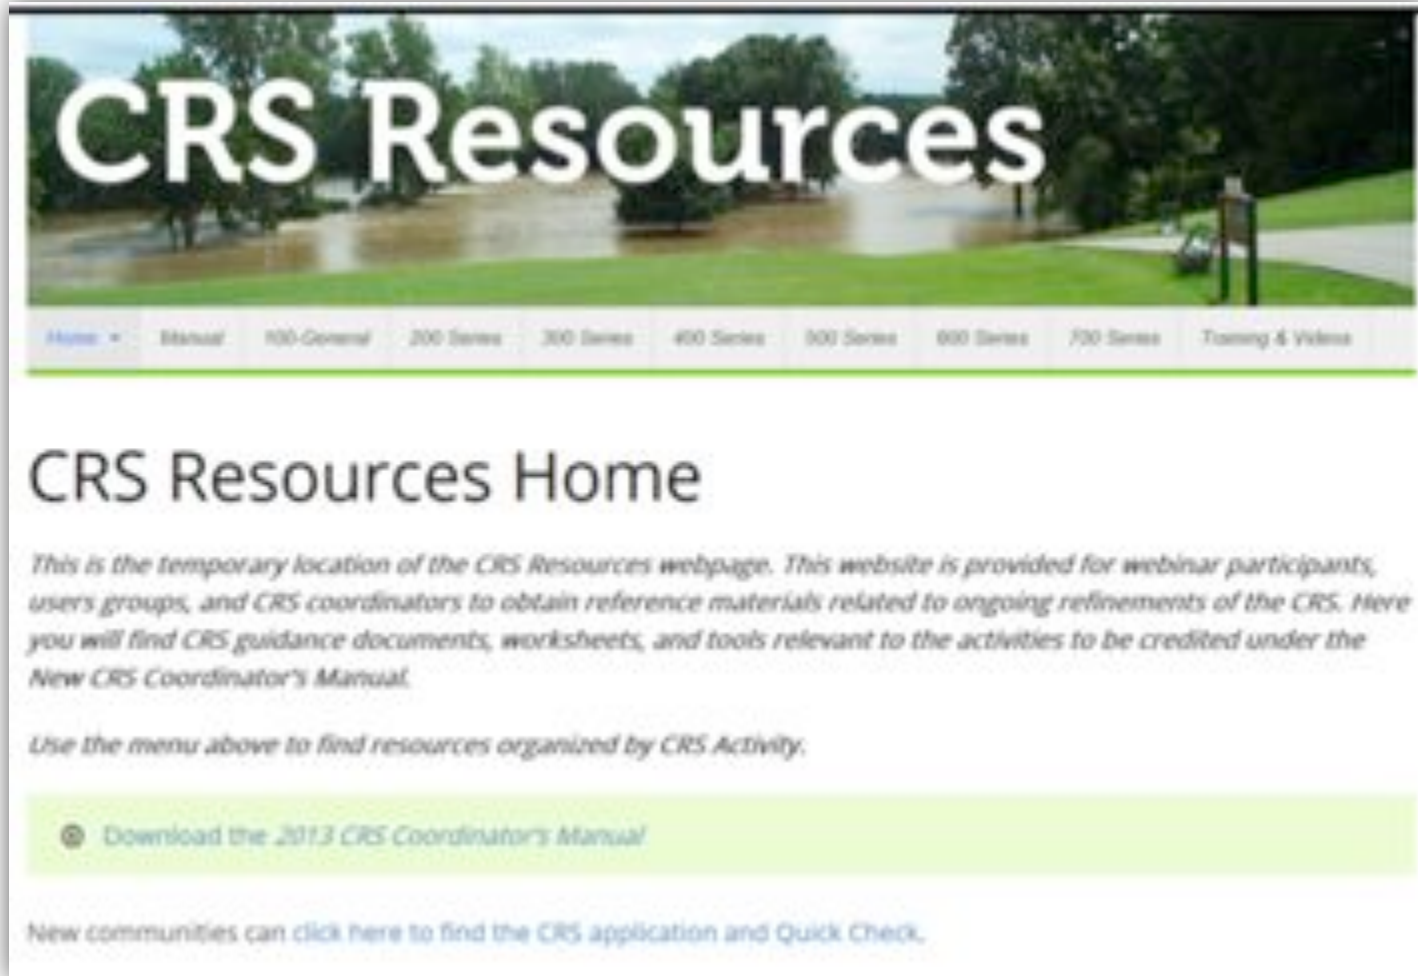 CRS Resources
Home Manual 100-General 200 Series 300 Series 400 Series 500 Series 600 Series 700 Series Training & Videos
CRS Resources Home
This is the temporary location of the CRS Resources webpage. This website is provided for webinar participants,
users groups, and CRS coordinators to obtain reference materials related to ongoing refinements of the CRS. Here
you will find CRS guidance documents, worksheets, and tools relevant to the activities to be credited under the
New CRS Coordinator's Manual.
Use the menu above to find resources organized by CRS Activity.
Download the 2013 CRS Coordinator's Manual
New communities can click here to find the CRS application and Quick Check.